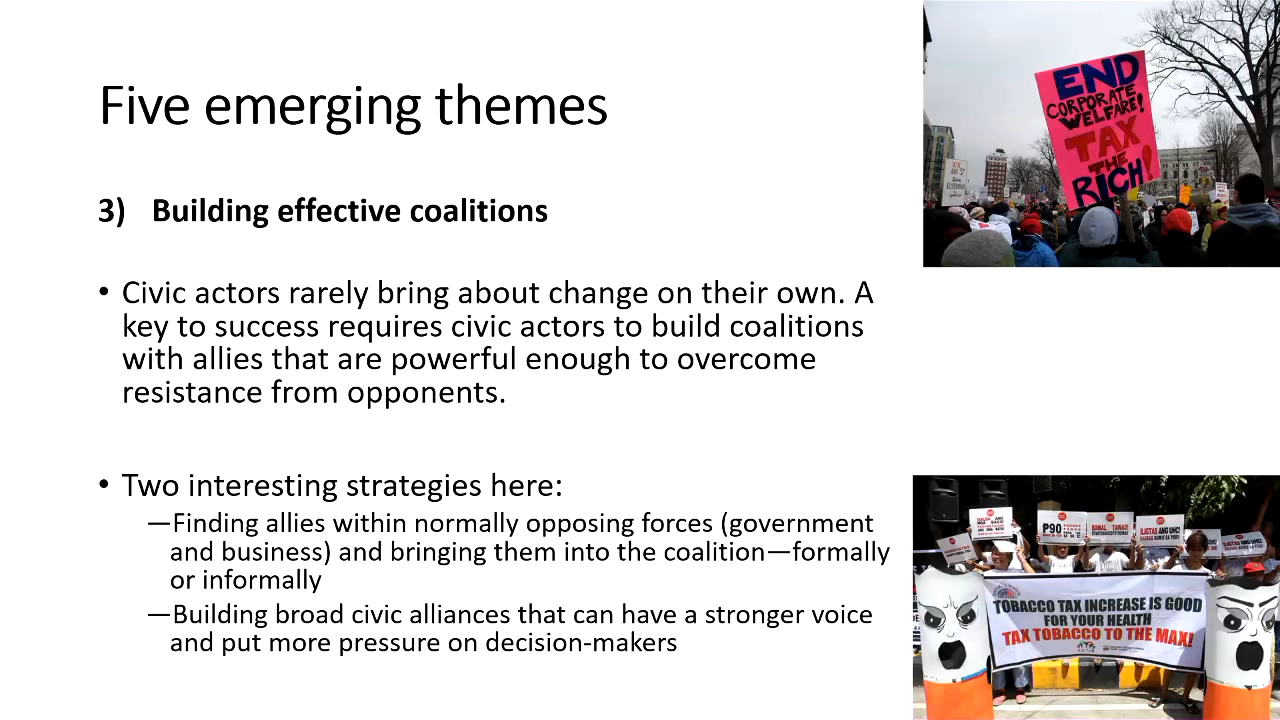 Five emerging themes
3) Building effective coalitions
• Civic actors rarely bring about change on their own. A
key to success requires civic actors to build coalitions
with allies that are powerful enough to overcome
resistance from opponents.
• Two interesting strategies here:
—Finding allies within normally opposing forces (government
and business) and bringing them into the coalition—formally
or informally
—Building broad civic alliances that can have a stronger voice
and put more pressure on decision-makers
END
CORPORATE
WELFARE!
TAX
THE
RICH!
₱90
TOBACCO TAX INCREASE IS GOOD
FOR YOUR HEALTH
TAX TOBACCO TO THE MAX!